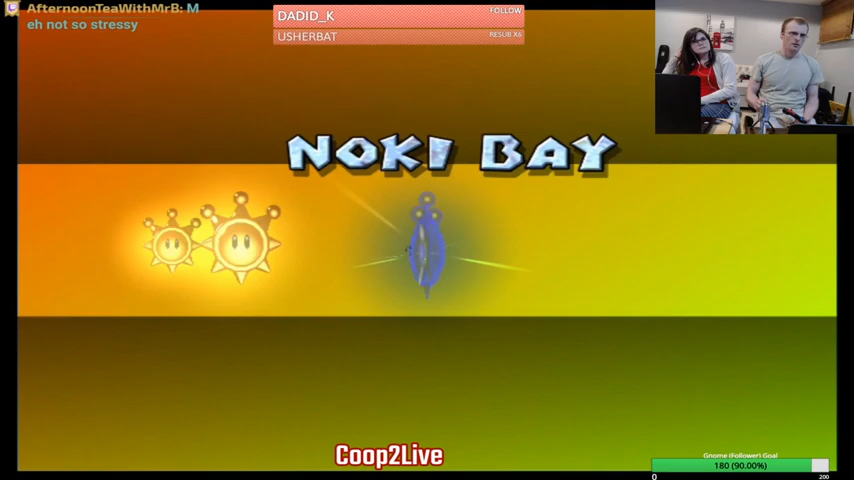 AfternoonTeaWithMrB: M
eh not so stressy
DADID_K
FOLLOW
USHERBAT
RESUB X6
NOKI BAY
Coop2Live
Gnome (Follower) Goal
180 (90.00%)
0
200